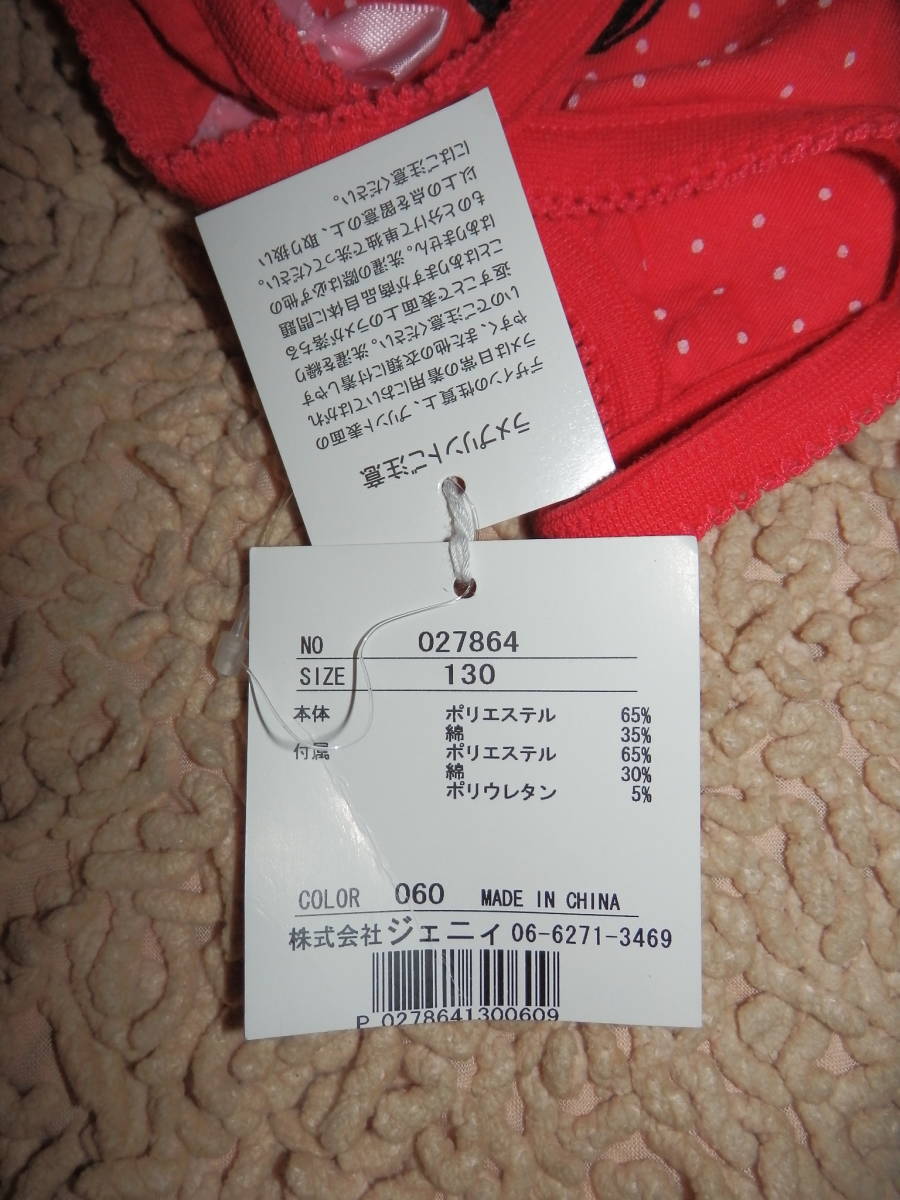 ラメプリントご注意
デザインの性質上、プリント表面の
ラメは日常の着用においてはがれ
やすく、また他の衣類に付着しやす
いのでご注意ください。洗濯を繰り
返すことで表面上のラメが落ちる
ことはありますが商品自体に問題
はありません。洗濯の際は必ず他の
ものと分けて単独で洗ってください。
以上の点を留意の上、取り扱い
にはご注意ください。
NO 027864
SIZE 130
本体 ポリエステル 65%
綿 35%
付属 ポリエステル 65%
綿 30%
ポリウレタン 5%
COLOR 060 MADE IN CHINA
株式会社ジェニィ 06-6271-3469
P 0278641300609